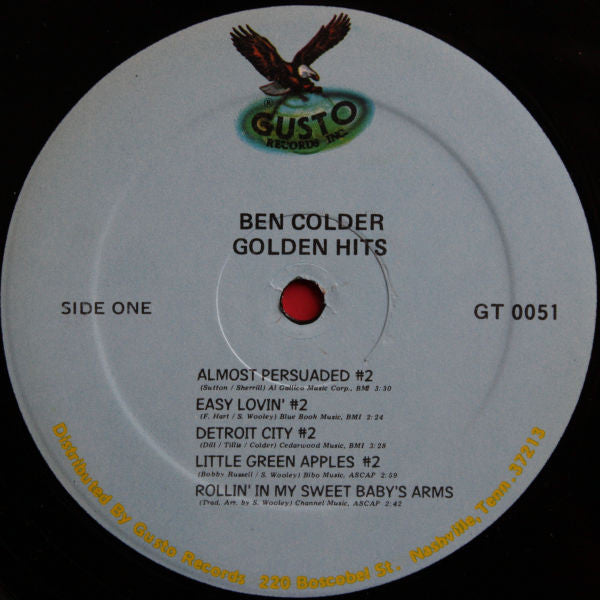 ®
GUSTO
RECORDS INC.
BEN COLDER
GOLDEN HITS
SIDE ONE
GT 0051
ALMOST PERSUADED #2
(Sutton / Sherrill) Al Gallico Music Corp., BMI 3:30
EASY LOVIN' #2
(F. Hart / S. Wooley) Blue Book Music, BMI 2:24
DETROIT CITY #2
(Dill / Tillis / Colder) Cedarwood Music, BMI 3:28
LITTLE GREEN APPLES #2
(Bobby Russell / S. Wooley) Bibo Music, ASCAP 2:59
ROLLIN' IN MY SWEET BABY'S ARMS
(Trad. Arr. by S. Wooley) Channel Music, ASCAP 2:42
Distributed By Gusto Records - 220 Boscobel St. Nashville, Tenn. 37213